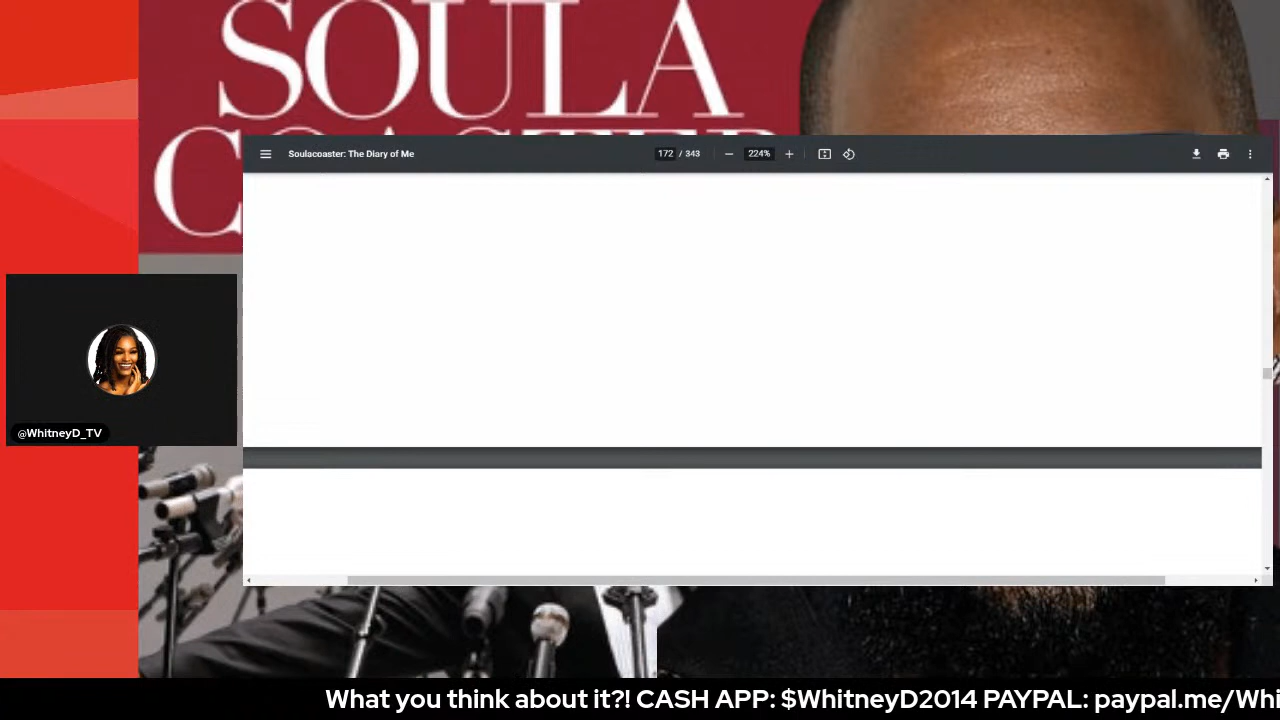 SOULA
Soulacoaster: The Diary of Me
172 / 343
224%
@WhitneyD_TV
What you think about it?! CASH APP: $WhitneyD2014 PAYPAL: paypal.me/Whi